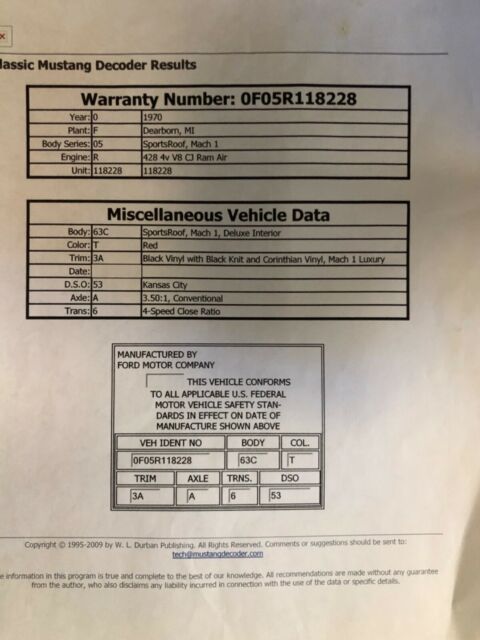 x
lassic Mustang Decoder Results
Warranty Number: 0F05R118228
Year: 0 1970
Plant: F Dearborn, MI
Body Series: 05 SportsRoof, Mach 1
Engine: R 428 4v V8 CJ Ram Air
Unit: 118228 118228
Miscellaneous Vehicle Data
Body: 63C SportsRoof, Mach 1, Deluxe Interior
Color: T Red
Trim: 3A Black Vinyl with Black Knit and Corinthian Vinyl, Mach 1 Luxury
Date:
D.S.O: 53 Kansas City
Axle: A 3.50:1, Conventional
Trans: 6 4-Speed Close Ratio
MANUFACTURED BY
FORD MOTOR COMPANY
THIS VEHICLE CONFORMS
TO ALL APPLICABLE U.S. FEDERAL
MOTOR VEHICLE SAFETY STAN-
DARDS IN EFFECT ON DATE OF
MANUFACTURE SHOWN ABOVE
VEH IDENT NO BODY COL.
0F05R118228 63C T
TRIM AXLE TRNS. DSO
3A A 6 53
Copyright © 1995-2009 by W. L. Durban Publishing. All Rights Reserved. Comments or suggestions should be sent to:
tech@mustangdecoder.com
e information in this program is true and complete to the best of our knowledge. All recommendations are made without any guarantee
from the author, who also disclaims any liability incurred in connection with the use of the data or specific details.